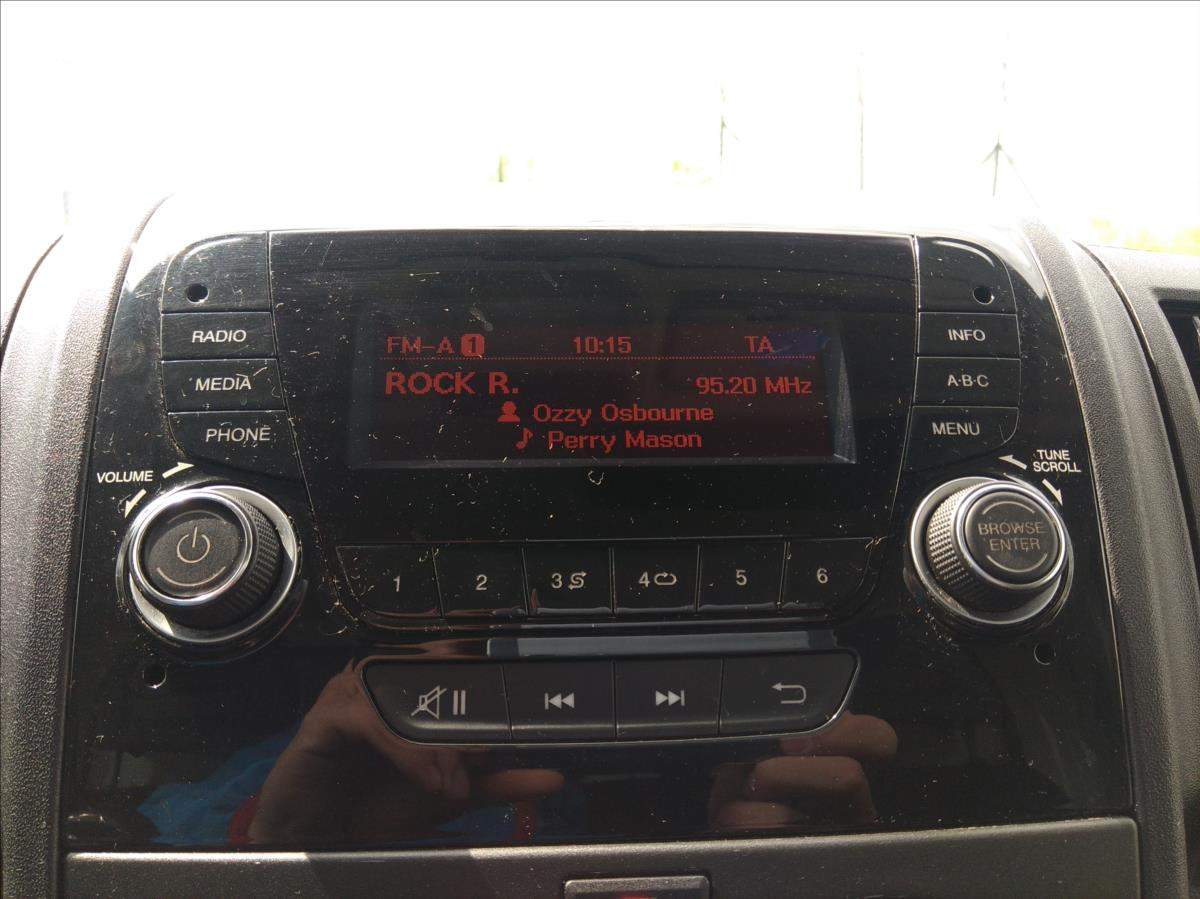 FM-A 1 10:15 TA
ROCK R. 95.20 MHz
Ozzy Osbourne
Perry Mason
RADIO
MEDIA
PHONE
VOLUME
INFO
A·B·C
MENU
TUNE
SCROLL
BROWSE
ENTER
1 2 3 4 5 6